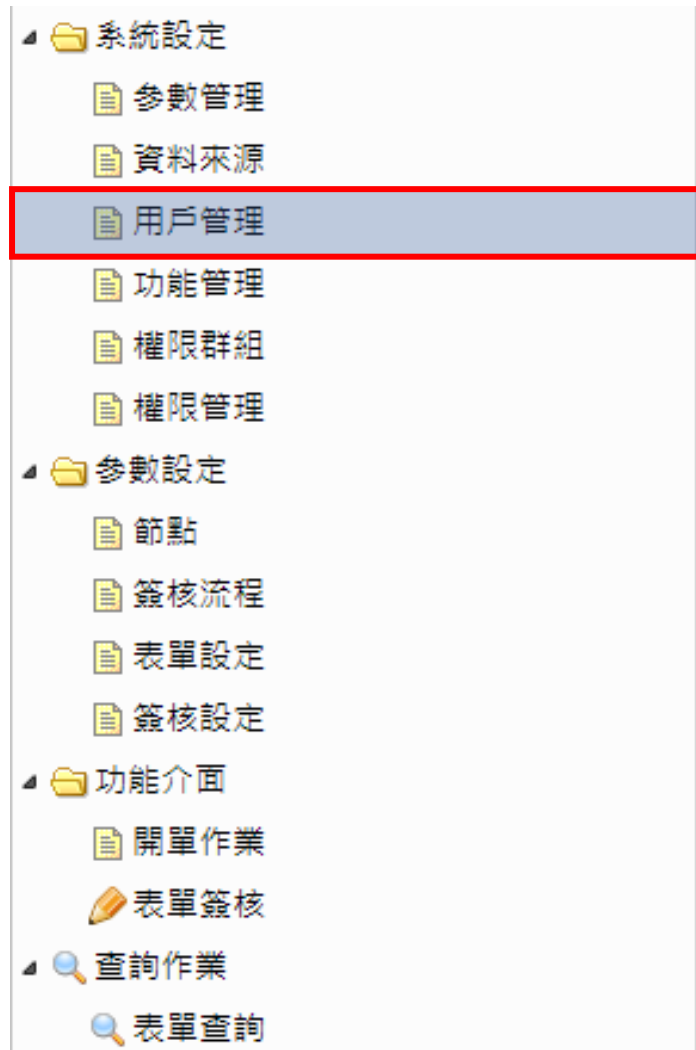 系統設定
參數管理
資料來源
用戶管理
功能管理
權限群組
權限管理
參數設定
節點
簽核流程
表單設定
簽核設定
功能介面
開單作業
表單簽核
查詢作業
表單查詢